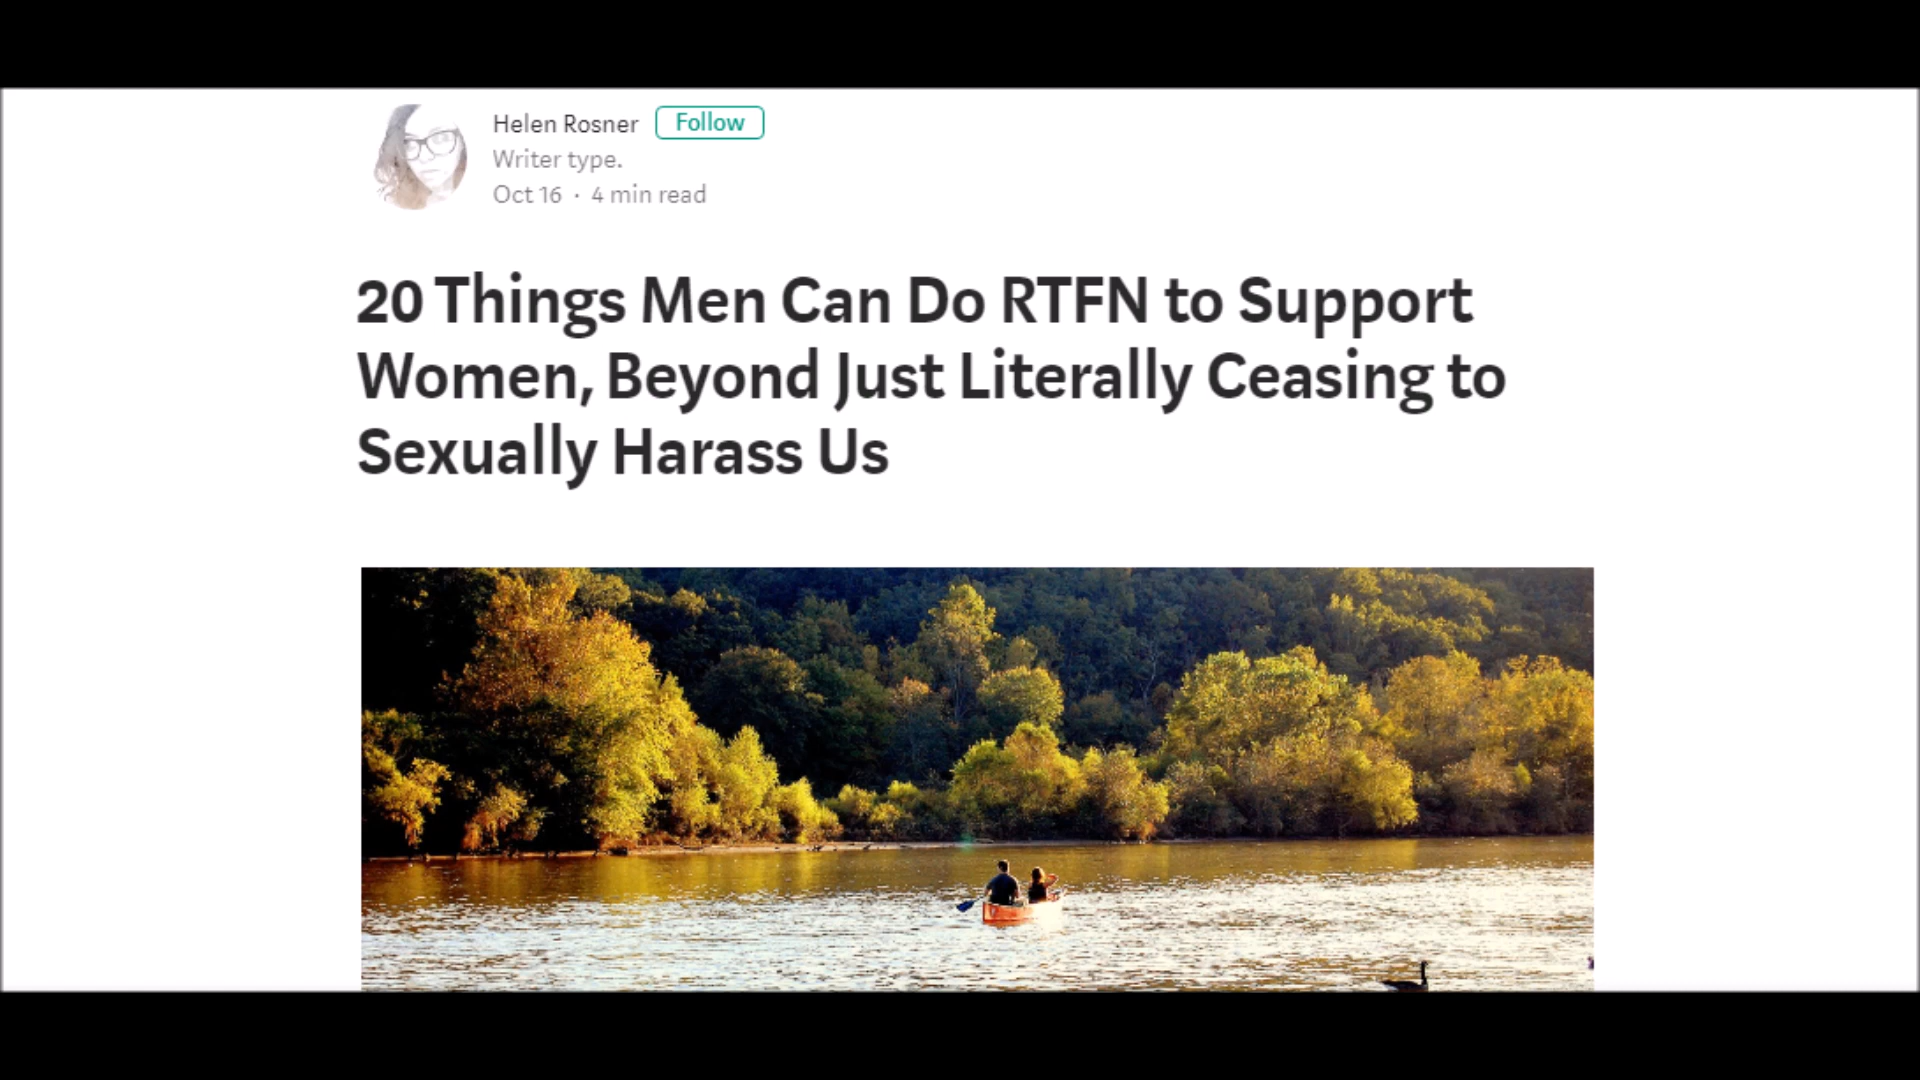 Helen Rosner Follow
Writer type.
Oct 16 · 4 min read
20 Things Men Can Do RTFN to Support
Women, Beyond Just Literally Ceasing to
Sexually Harass Us